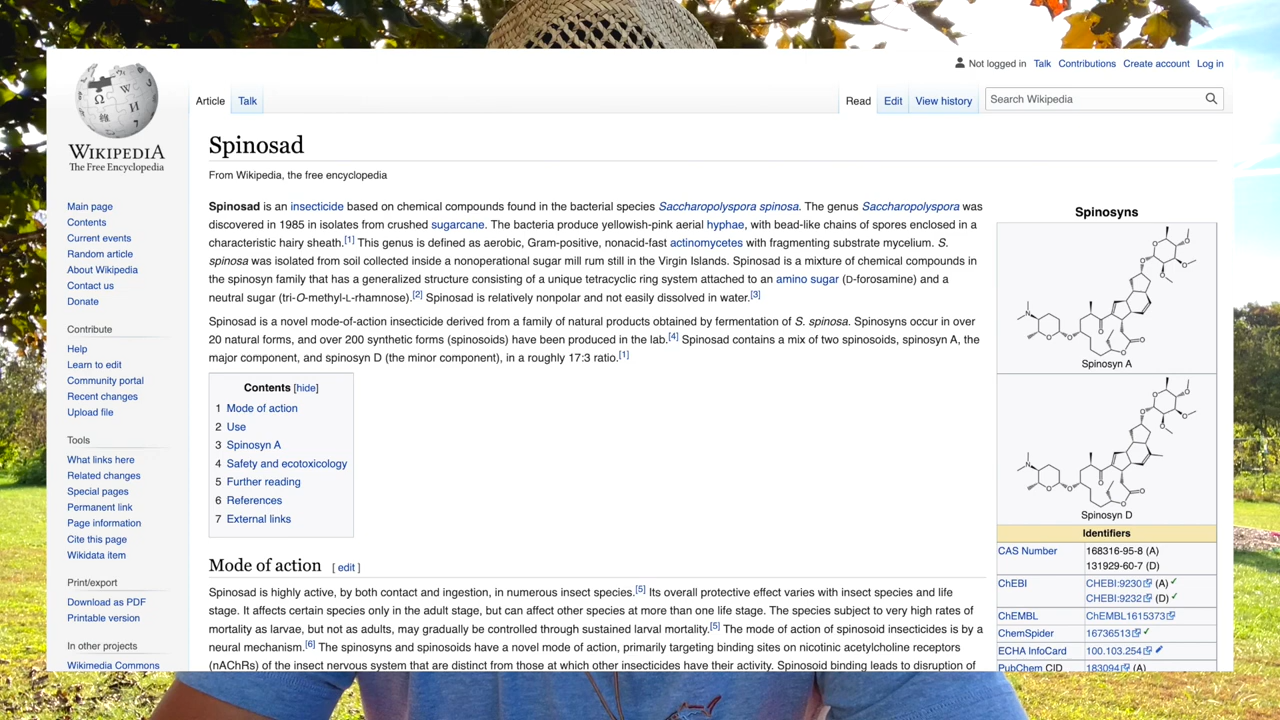 Not logged in Talk Contributions Create account Log in
Article Talk
Read Edit View history
Search Wikipedia
WIKIPEDIA
The Free Encyclopedia
Main page
Contents
Current events
Random article
About Wikipedia
Contact us
Donate
Contribute
Help
Learn to edit
Community portal
Recent changes
Upload file
Tools
What links here
Related changes
Special pages
Permanent link
Page information
Cite this page
Wikidata item
Print/export
Download as PDF
Printable version
In other projects
Wikimedia Commons
Spinosad
From Wikipedia, the free encyclopedia
Spinosad is an insecticide based on chemical compounds found in the bacterial species Saccharopolyspora spinosa. The genus Saccharopolyspora was
discovered in 1985 in isolates from crushed sugarcane. The bacteria produce yellowish-pink aerial hyphae, with bead-like chains of spores enclosed in a
characteristic hairy sheath.[1] This genus is defined as aerobic, Gram-positive, nonacid-fast actinomycetes with fragmenting substrate mycelium. S.
spinosa was isolated from soil collected inside a nonoperational sugar mill rum still in the Virgin Islands. Spinosad is a mixture of chemical compounds in
the spinosyn family that has a generalized structure consisting of a unique tetracyclic ring system attached to an amino sugar (D-forosamine) and a
neutral sugar (tri-O-methyl-L-rhamnose).[2] Spinosad is relatively nonpolar and not easily dissolved in water.[3]
Spinosad is a novel mode-of-action insecticide derived from a family of natural products obtained by fermentation of S. spinosa. Spinosyns occur in over
20 natural forms, and over 200 synthetic forms (spinosoids) have been produced in the lab.[4] Spinosad contains a mix of two spinosoids, spinosyn A, the
major component, and spinosyn D (the minor component), in a roughly 17:3 ratio.[1]
Contents [hide]
1 Mode of action
2 Use
3 Spinosyn A
4 Safety and ecotoxicology
5 Further reading
6 References
7 External links
Mode of action [ edit ]
Spinosad is highly active, by both contact and ingestion, in numerous insect species.[5] Its overall protective effect varies with insect species and life
stage. It affects certain species only in the adult stage, but can affect other species at more than one life stage. The species subject to very high rates of
mortality as larvae, but not as adults, may gradually be controlled through sustained larval mortality.[5] The mode of action of spinosoid insecticides is by a
neural mechanism.[6] The spinosyns and spinosoids have a novel mode of action, primarily targeting binding sites on nicotinic acetylcholine receptors
(nAChRs) of the insect nervous system that are distinct from those at which other insecticides have their activity. Spinosoid binding leads to disruption of
Spinosyns
Spinosyn A
Spinosyn D
Identifiers
CAS Number 168316-95-8 (A)
131929-60-7 (D)
ChEBI CHEBI:9230 (A) ✓
CHEBI:9232 (D) ✓
ChEMBL ChEMBL1615373
ChemSpider 16736513 ✓
ECHA InfoCard 100.103.254
PubChem CID 183094 (A)